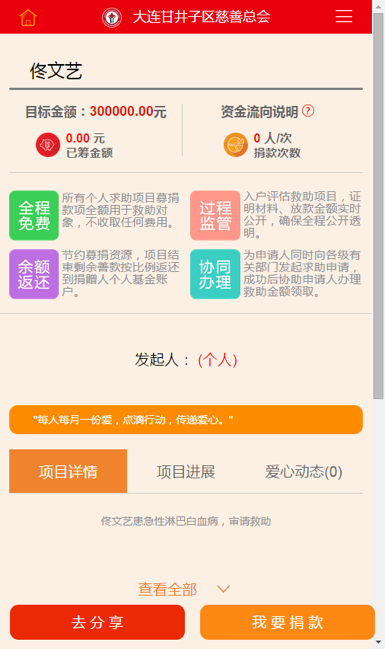 大连甘井子区慈善总会
佟文艺
目标金额：300000.00元
资金流向说明 ?
0.00 元
已筹金额
0 人/次
捐款次数
全程
免费
所有个人求助项目募捐
款项全额用于救助对
象，不收取任何费用。
过程
监管
入户评估救助项目，证
明材料、放款金额实时
公开，确保全程公开透
明。
余额
返还
节约募捐资源，项目结
束剩余善款按比例返还
到捐赠人个人基金账
户。
协同
办理
为申请人同时向各级有
关部门发起求助申请，
成功后协助申请人办理
救助金额领取。
发起人： (个人)
"每人每月一份爱，点滴行动，传递爱心。"
项目详情
项目进展
爱心动态(0)
佟文艺患急性淋巴白血病，审请救助
查看全部
去 分 享
我 要 捐 款